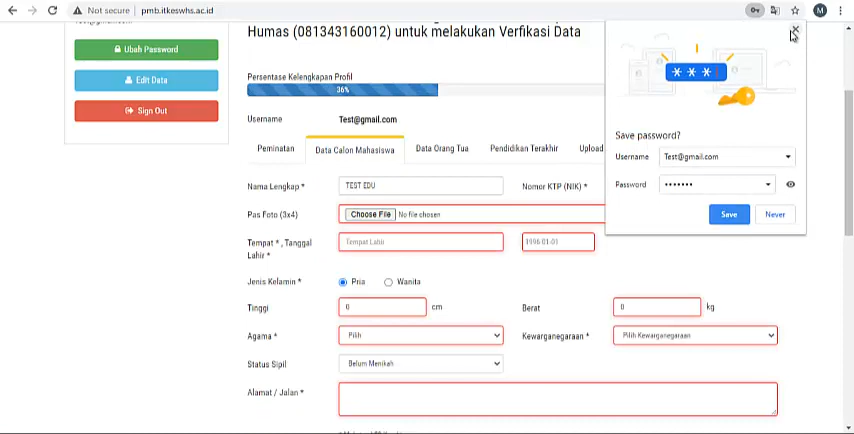 Not secure | pmb.itkeswhs.ac.id
M
Humas (081343160012) untuk melakukan Verfikasi Data
Ubah Password
Edit Data
Sign Out
Persentase Kelengkapan Profil
36%
Username Test@gmail.com
Peminatan Data Calon Mahasiswa Data Orang Tua Pendidikan Terakhir Upload
Nama Lengkap * TEST EDU Nomor KTP (NIK) *
Pas Foto (3x4) Choose File No file chosen
Tempat * , Tanggal Lahir * Tempat Lahir 1996-01-01
Jenis Kelamin * Pria Wanita
Tinggi 0 cm Berat 0 kg
Agama * Pilih Kewarganegaraan * Pilih Kewarganegaraan
Status Sipil Belum Menikah
Alamat / Jalan *
Save password?
Username Test@gmail.com
Password •••••••
Save Never